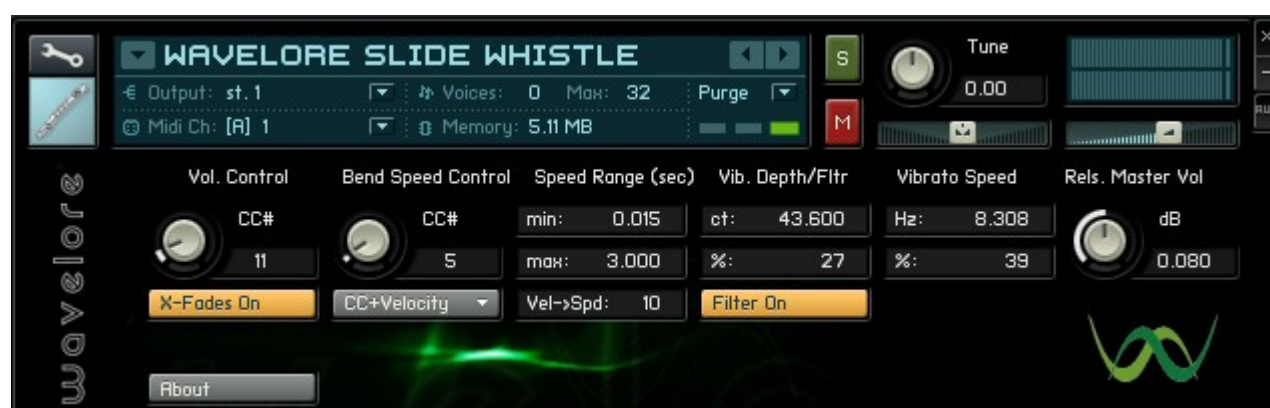 WAVELORE SLIDE WHISTLE
S
Tune
0.00
Output: st. 1
Voices: 0 Max: 32
Purge
Midi Ch: [A] 1
Memory: 5.11 MB
M
wavelore
Vol. Control
Bend Speed Control
Speed Range (sec)
Vib. Depth/Fltr
Vibrato Speed
Rels. Master Vol
CC#
CC#
min: 0.015
ct: 43.600
Hz: 8.308
dB
11
5
max: 3.000
%: 27
%: 39
0.080
X-Fades On
CC+Velocity
Vel->Spd: 10
Filter On
About